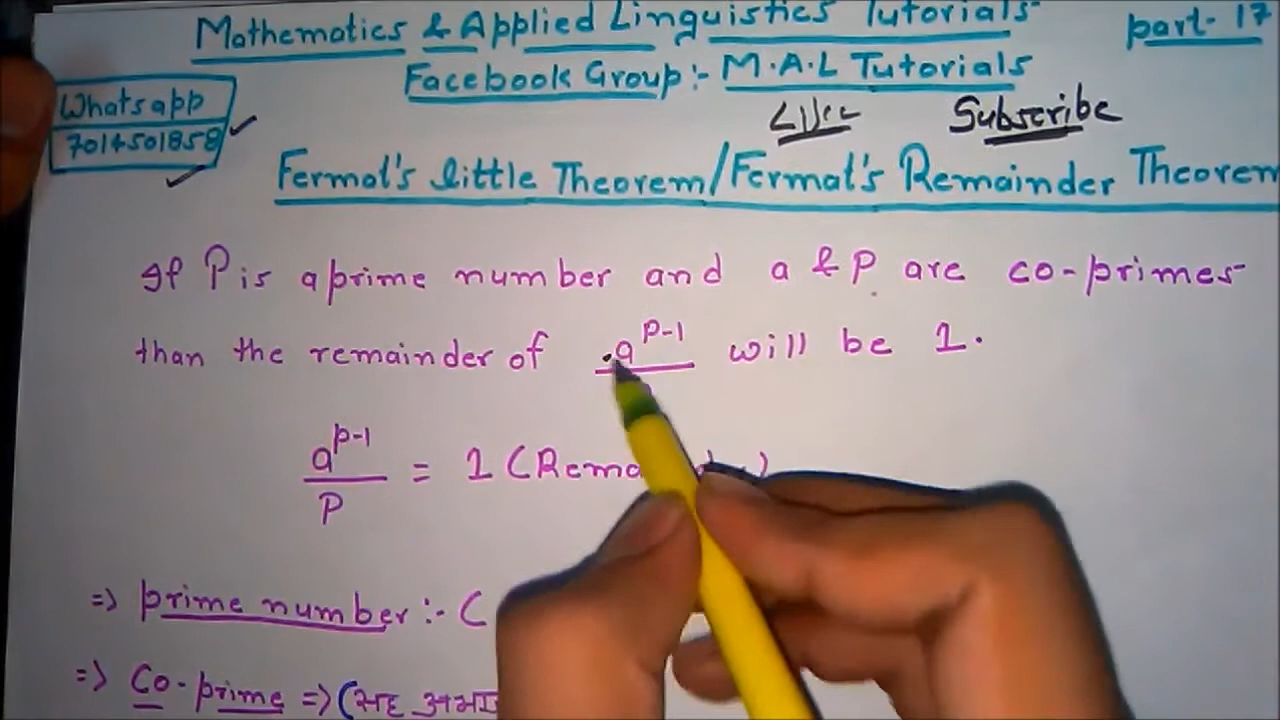 Mathematics & Applied Linguistics Tutorials
part-17
Facebook Group:- M.A.L Tutorials
Whatsapp
7014501858
Like Subscribe
Fermat's little Theorem/Fermat's Remainder Theorem
If P is a prime number and a & P are co-primes
than the remainder of a^{p-1} will be 1.
a^{p-1}/P = 1 (
=> prime number :- C
=> Co-prime => (सह